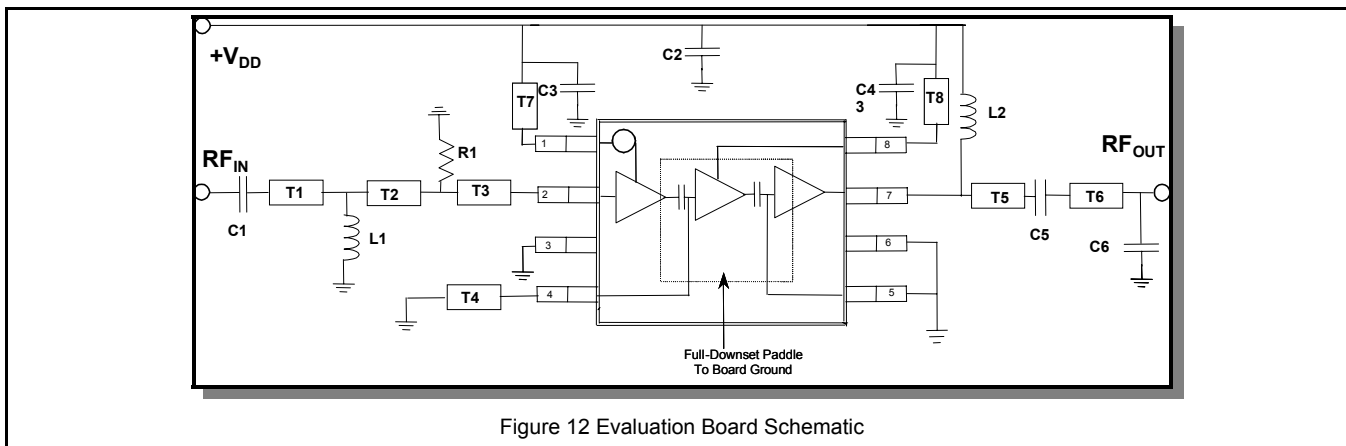 +VDD
C2
C3
C4
3
T7
T8
L2
1
8
R1
RFIN
RFOUT
T1
T2
T3
2
7
T5
T6
C1
C5
L1
3
6
C6
T4
4
5
Full-Downset Paddle
To Board Ground
Figure 12 Evaluation Board Schematic